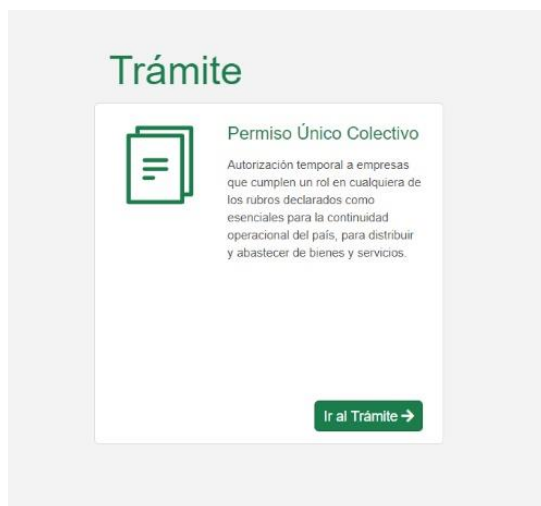 Trámite
Permiso Único Colectivo
Autorización temporal a empresas
que cumplen un rol en cualquiera de
los rubros declarados como
esenciales para la continuidad
operacional del país, para distribuir
y abastecer de bienes y servicios.
Ir al Trámite